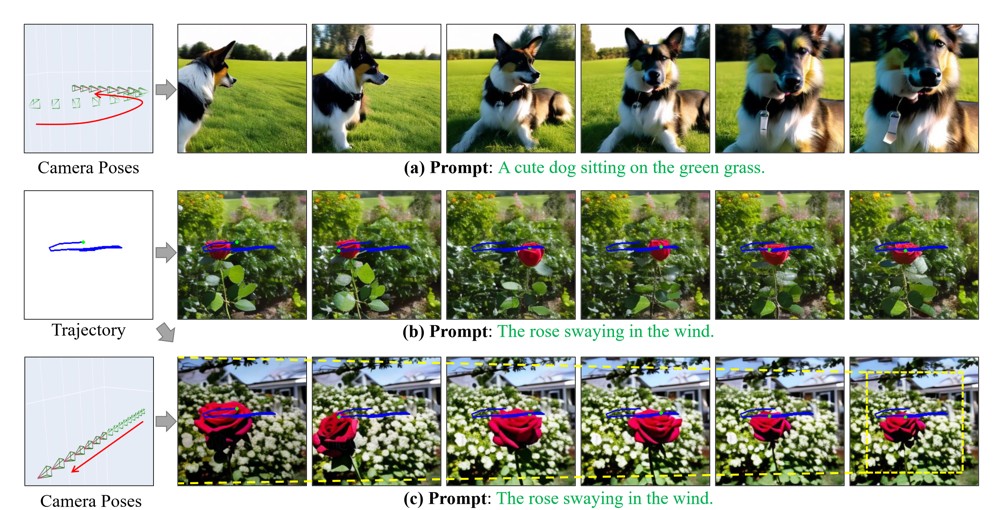 Camera Poses
(a) Prompt: A cute dog sitting on the green grass.
Trajectory
(b) Prompt: The rose swaying in the wind.
Camera Poses
(c) Prompt: The rose swaying in the wind.